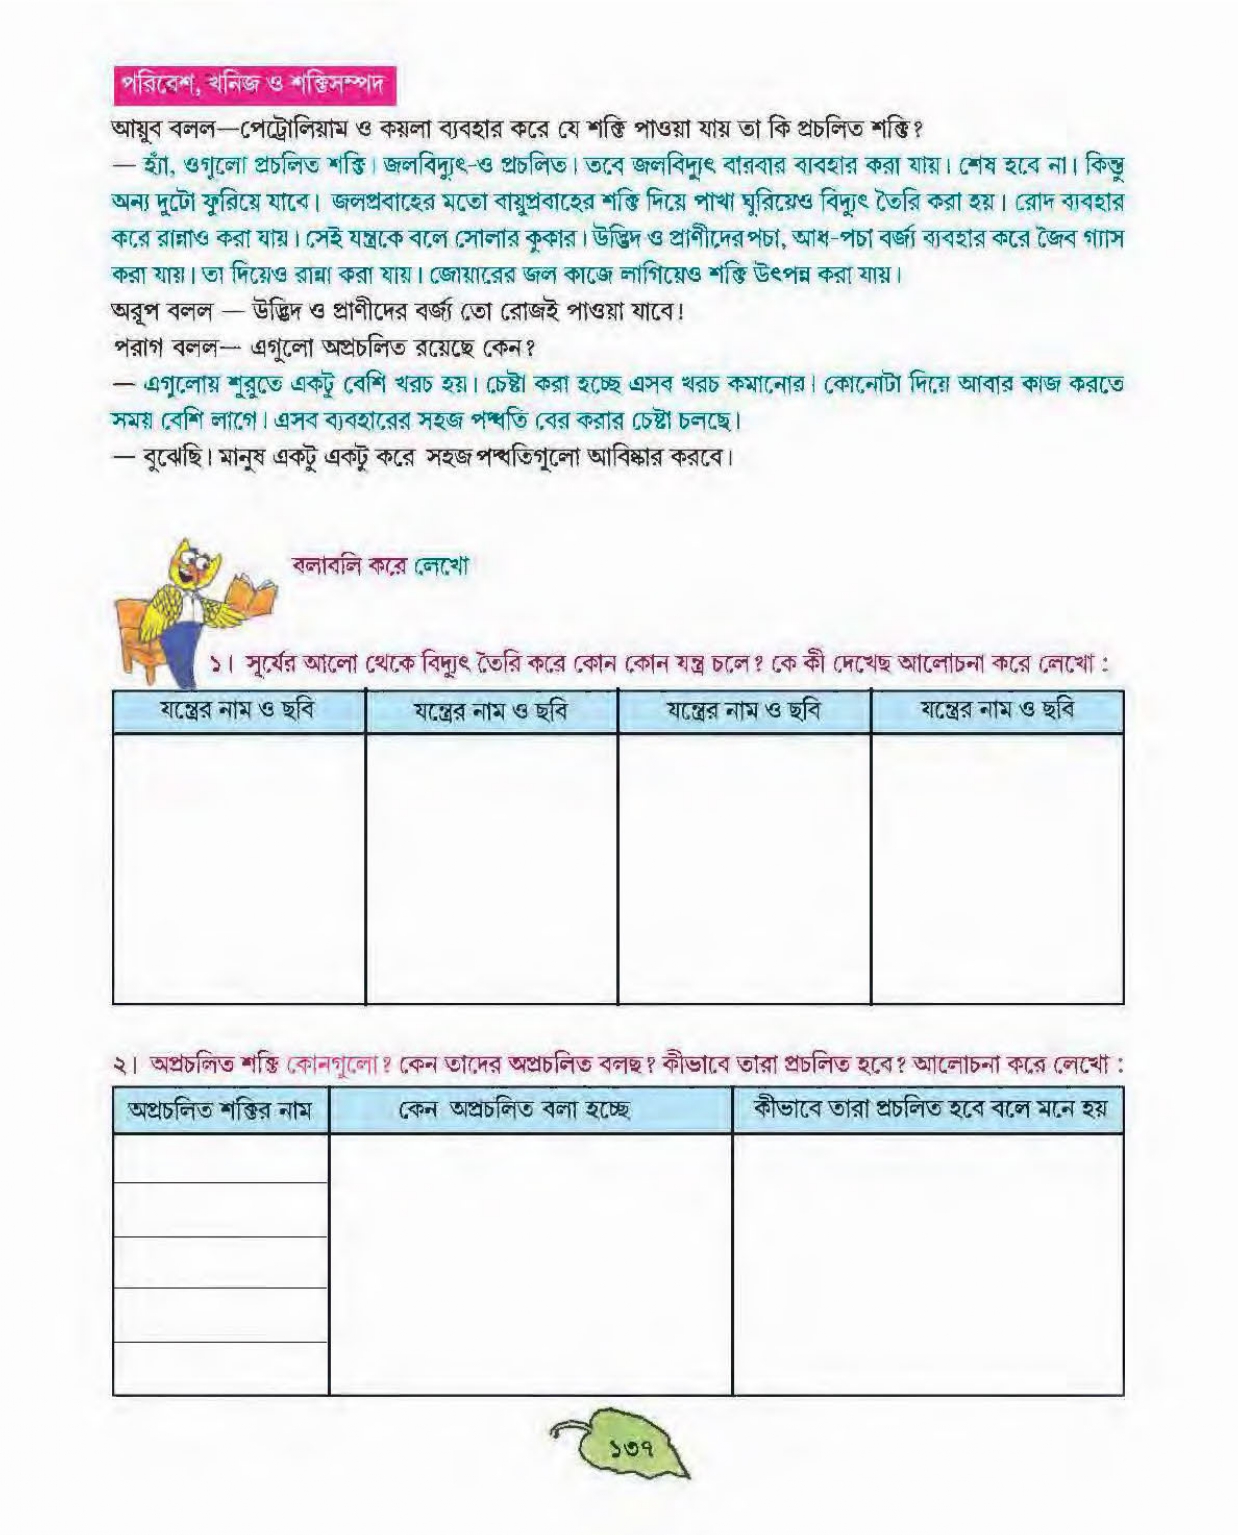 পরিবেশ, খনিজ ও শক্তিসম্পদ
আয়ুব বলল—পেট্রোলিয়াম ও কয়লা ব্যবহার করে যে শক্তি পাওয়া যায় তা কি প্রচলিত শক্তি?
— হ্যাঁ, ওগুলো প্রচলিত শক্তি। জলবিদ্যুৎ-ও প্রচলিত। তবে জলবিদ্যুৎ বারবার ব্যবহার করা যায়। শেষ হবে না। কিন্তু
অন্য দুটো ফুরিয়ে যাবে। জলপ্রবাহের মতো বায়ুপ্রবাহের শক্তি দিয়ে পাখা ঘুরিয়েও বিদ্যুৎ তৈরি করা হয়। রোদ ব্যবহার
করে রান্নাও করা যায়। সেই যন্ত্রকে বলে সোলার কুকার। উদ্ভিদ ও প্রাণীদের পচা, আধ-পচা বর্জ্য ব্যবহার করে জৈব গ্যাস
করা যায়। তা দিয়েও রান্না করা যায়। জোয়ারের জল কাজে লাগিয়েও শক্তি উৎপন্ন করা যায়।
অরূপ বলল — উদ্ভিদ ও প্রাণীদের বর্জ্য তো রোজই পাওয়া যাবে!
পরাগ বলল— এগুলো অপ্রচলিত রয়েছে কেন?
— এগুলোয় শুরুতে একটু বেশি খরচ হয়। চেষ্টা করা হচ্ছে এসব খরচ কমানোর। কোনোটা দিয়ে আবার কাজ করতে
সময় বেশি লাগে। এসব ব্যবহারের সহজ পদ্ধতি বের করার চেষ্টা চলছে।
— বুঝেছি। মানুষ একটু একটু করে সহজ পদ্ধতিগুলো আবিষ্কার করবে।
বলাবলি করে লেখো
১। সূর্যের আলো থেকে বিদ্যুৎ তৈরি করে কোন কোন যন্ত্র চলে? কে কী দেখেছ আলোচনা করে লেখো :
যন্ত্রের নাম ও ছবি যন্ত্রের নাম ও ছবি যন্ত্রের নাম ও ছবি যন্ত্রের নাম ও ছবি
২। অপ্রচলিত শক্তি কোনগুলো? কেন তাদের অপ্রচলিত বলছ? কীভাবে তারা প্রচলিত হবে? আলোচনা করে লেখো :
অপ্রচলিত শক্তির নাম কেন অপ্রচলিত বলা হচ্ছে কীভাবে তারা প্রচলিত হবে বলে মনে হয়
১৩৭